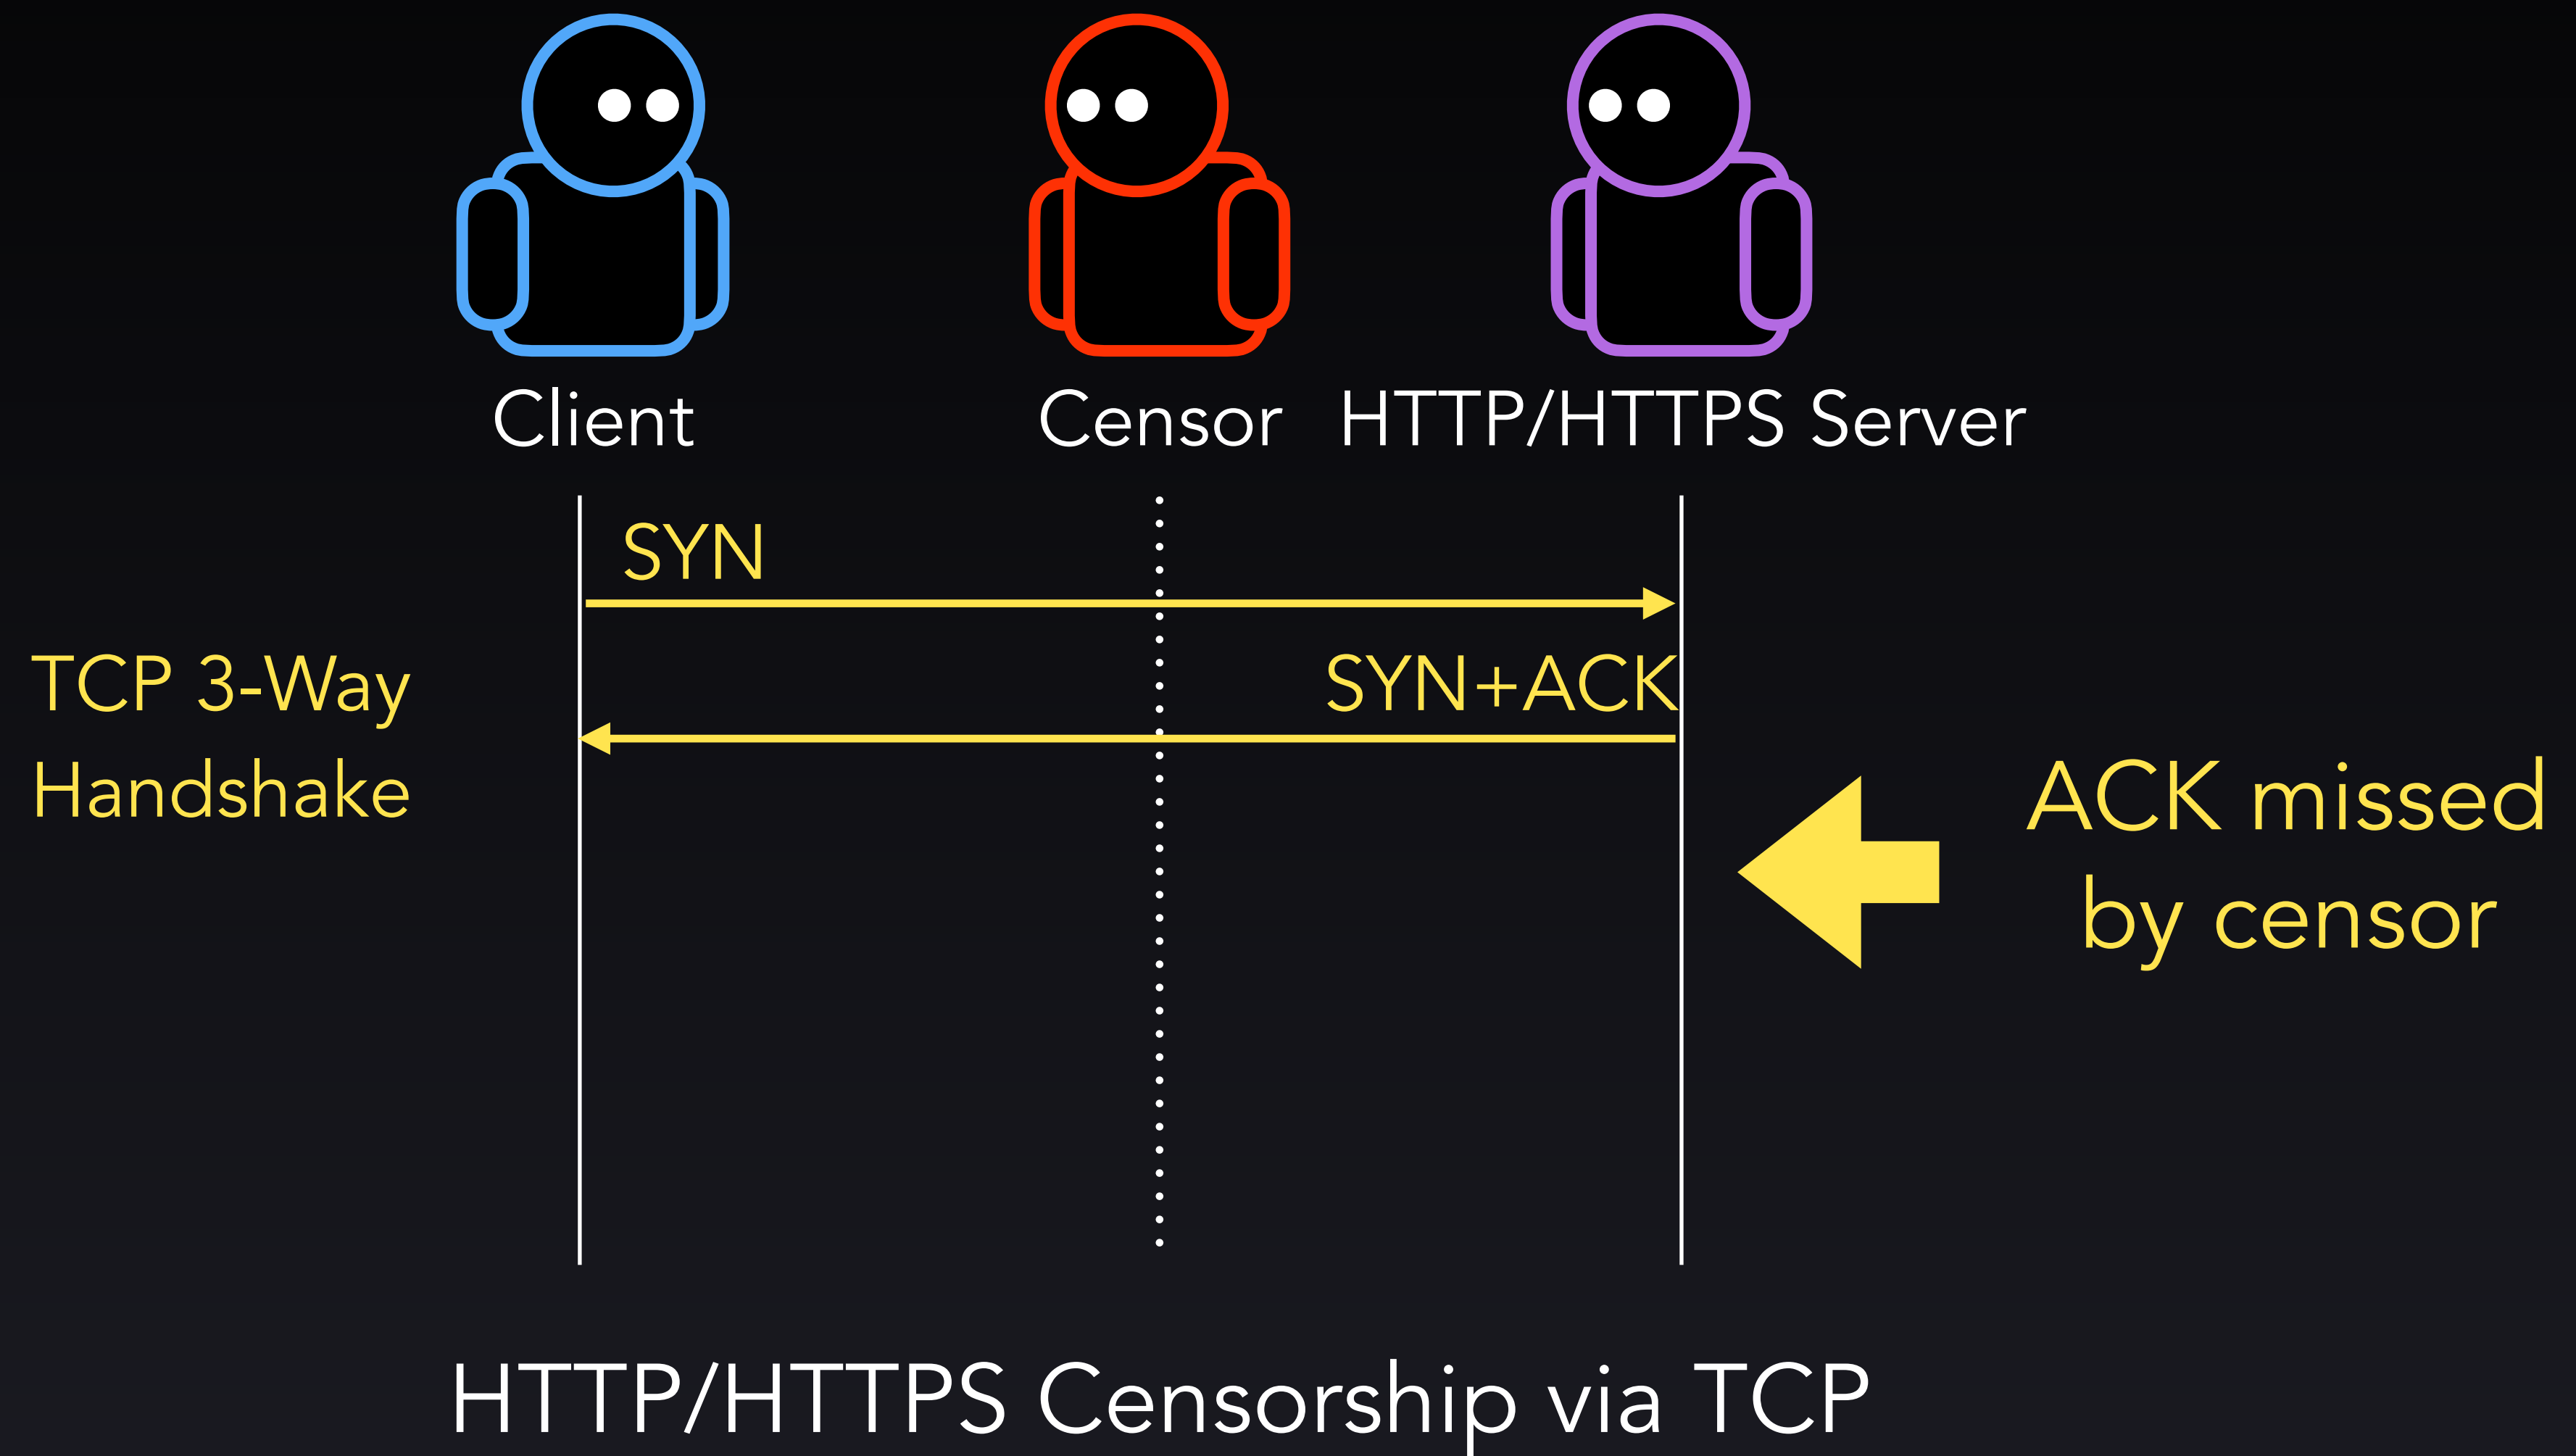 Client
Censor
HTTP/HTTPS Server
SYN
SYN+ACK
TCP 3-Way
Handshake
ACK missed
by censor
HTTP/HTTPS Censorship via TCP